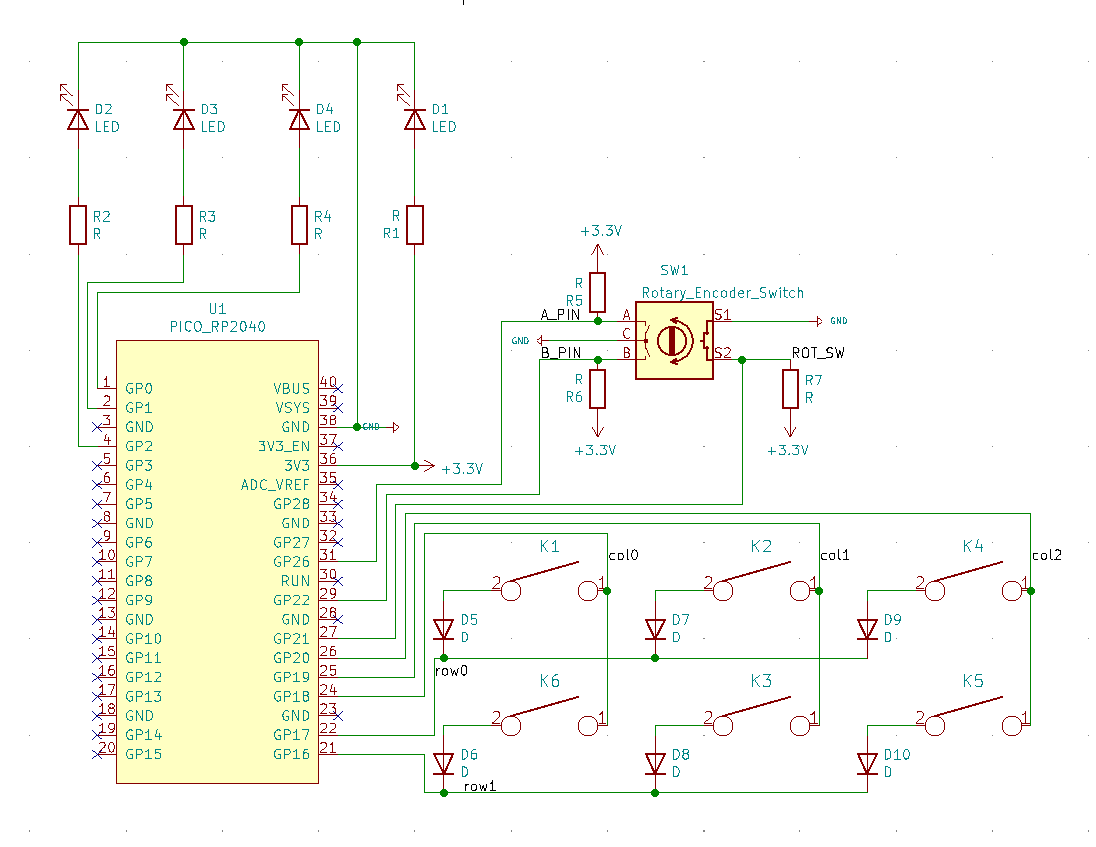 D2
LED
D3
LED
D4
LED
D1
LED
R2
R
R3
R
R4
R
R
R1
+3.3V
R
R5
SW1
Rotary_Encoder_Switch
A_PIN
A
S1
GND
GND
C
B_PIN
B
S2
ROT_SW
R
R6
R7
R
+3.3V
+3.3V
U1
PICO_RP2040
1 GP0 VBUS 40
2 GP1 VSYS 39
3 GND GND 38
GND
4 GP2 3V3_EN 37
5 GP3 3V3 36
+3.3V
6 GP4 ADC_VREF 35
7 GP5 GP28 34
8 GND GND 33
9 GP6 GP27 32
10 GP7 GP26 31
11 GP8 RUN 30
12 GP9 GP22 29
13 GND GND 28
14 GP10 GP21 27
15 GP11 GP20 26
16 GP12 GP19 25
17 GP13 GP18 24
18 GND GND 23
19 GP14 GP17 22
20 GP15 GP16 21
K1
2 1
col0
K2
2 1
col1
K4
2 1
col2
D5
D
D7
D
D9
D
row0
K6
2 1
K3
2 1
K5
2 1
D6
D
D8
D
D10
D
row1